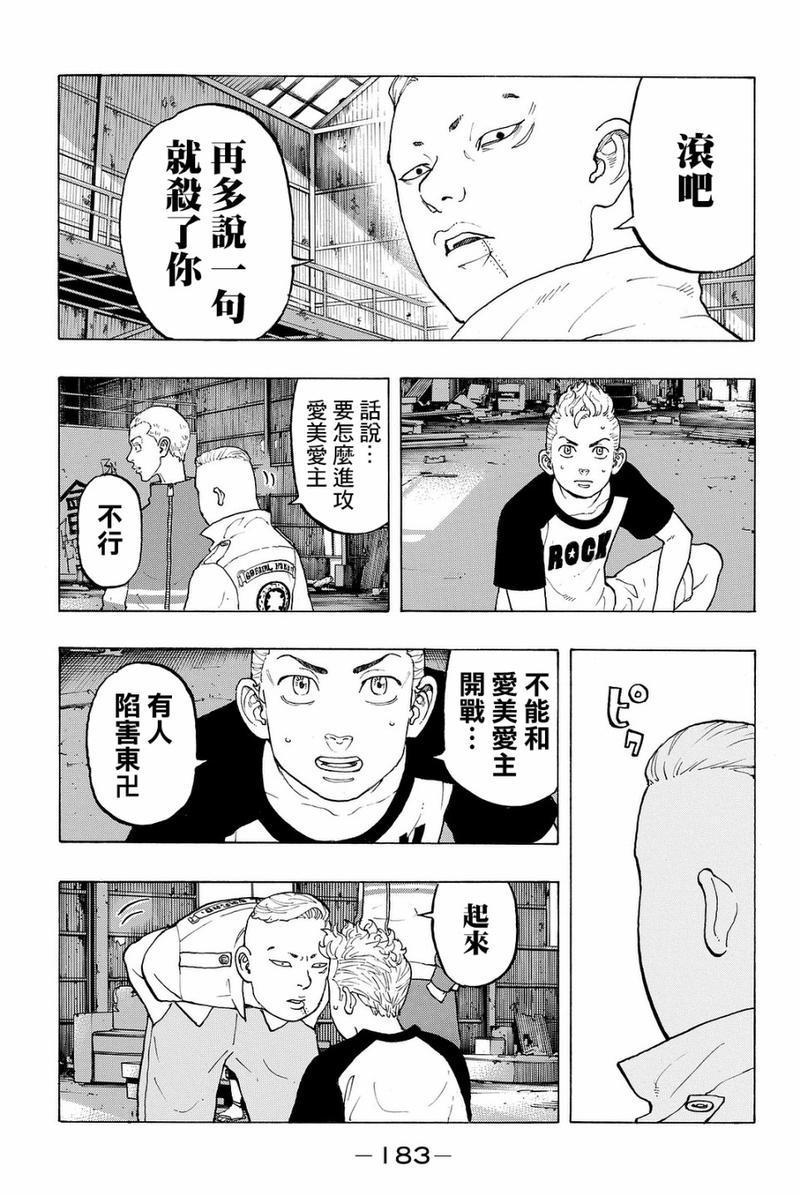 滾吧
再多說一句
就殺了你
ROCK
話說…
要怎麼進攻
愛美愛主
不行
會
ピク
不能和
愛美愛主
開戰…
有人
陷害東卍
起來
-183-